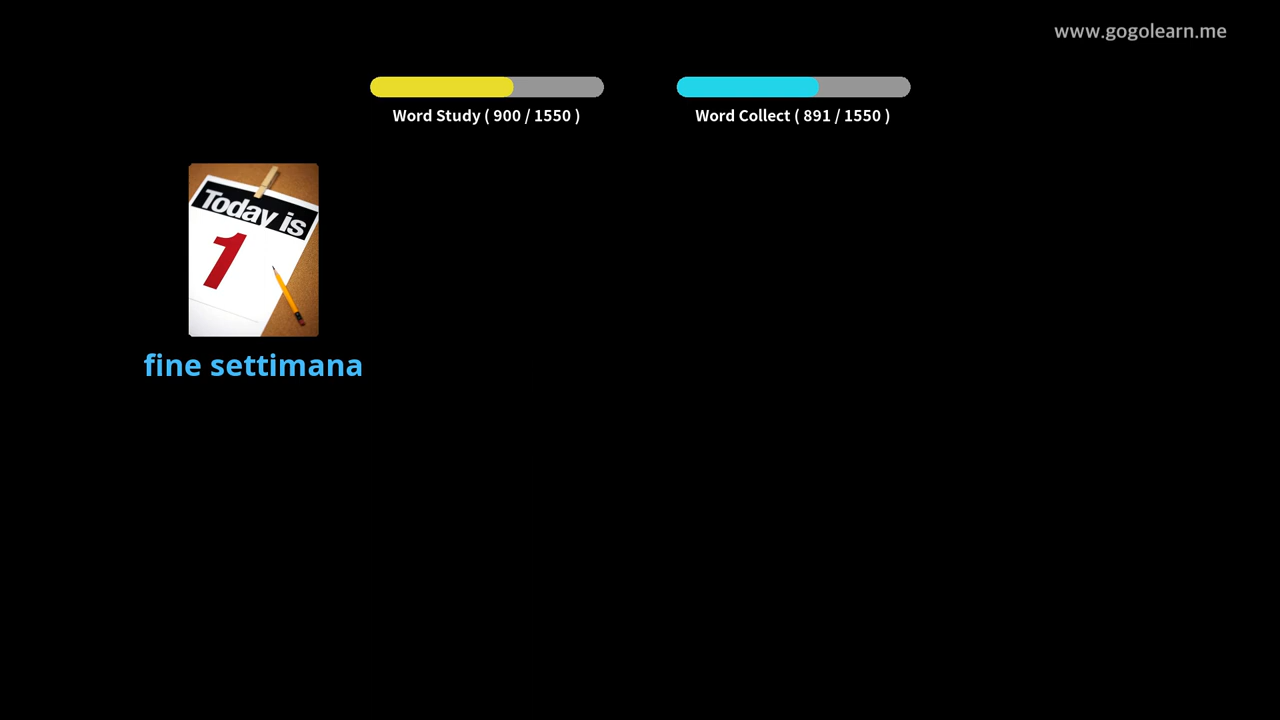 www.gogolearn.me
Word Study ( 900 / 1550 )
Word Collect ( 891 / 1550 )
Today is
1
fine settimana